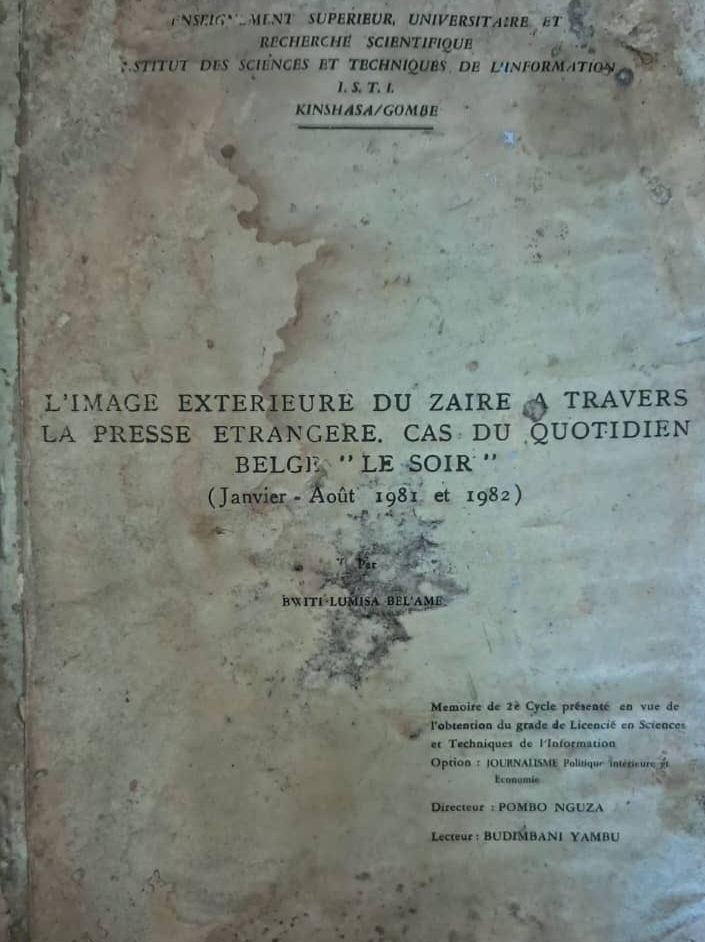 ENSEIGNEMENT SUPERIEUR, UNIVERSITAIRE ET
RECHERCHE SCIENTIFIQUE
STITUT DES SCIENCES ET TECHNIQUES DE L'INFORMATION
I. S. T. I.
KINSHASA/GOMBE
L'IMAGE EXTERIEURE DU ZAIRE A TRAVERS
LA PRESSE ETRANGERE. CAS DU QUOTIDIEN
BELGE "LE SOIR"
(Janvier - Août 1981 et 1982)
Par
BWITI LUMISA BEL'AME
Memoire de 2è Cycle présenté en vue de
l'obtention du grade de Licencié en Sciences
et Techniques de l'Information
Option : JOURNALISME Politique intérieure et
Economie
Directeur : POMBO NGUZA
Lecteur : BUDIMBANI YAMBU